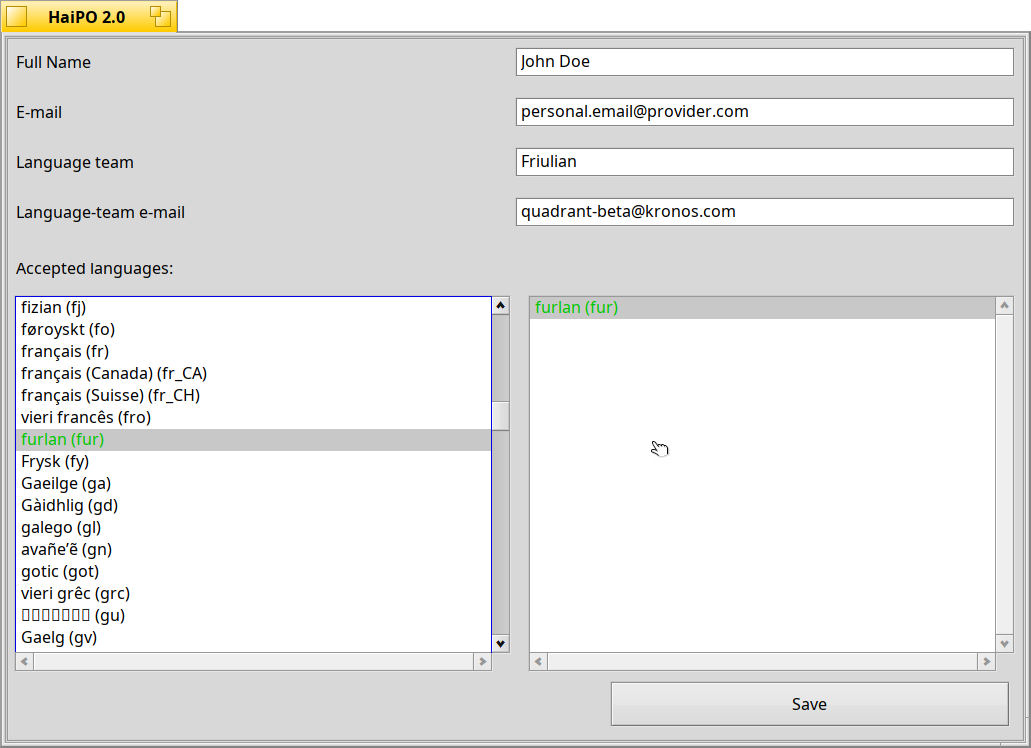 HaiPO 2.0
Full Name
John Doe
E-mail
personal.email@provider.com
Language team
Friulian
Language-team e-mail
quadrant-beta@kronos.com
Accepted languages:
fizian (fj)
føroyskt (fo)
français (fr)
français (Canada) (fr_CA)
français (Suisse) (fr_CH)
vieri francês (fro)
furlan (fur)
Frysk (fy)
Gaeilge (ga)
Gàidhlig (gd)
galego (gl)
avañe’ẽ (gn)
gotic (got)
vieri grêc (grc)
(gu)
Gaelg (gv)
furlan (fur)
Save